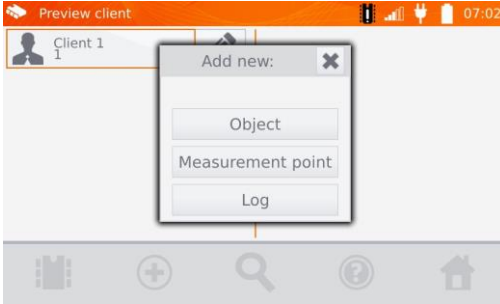 Preview client
07:02
Client 1
1
Add new:
Object
Measurement point
Log